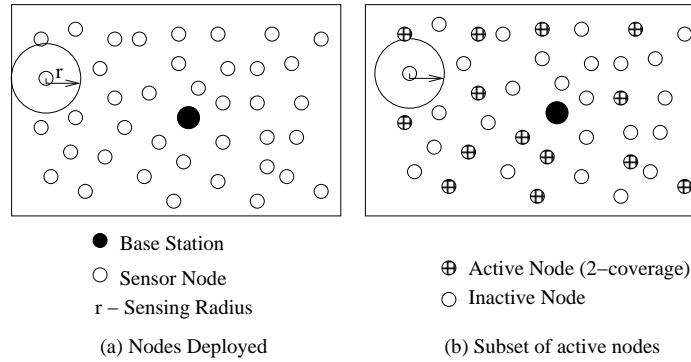 r
Base Station
Sensor Node
r − Sensing Radius
(a) Nodes Deployed
Active Node (2−coverage)
Inactive Node
(b) Subset of active nodes